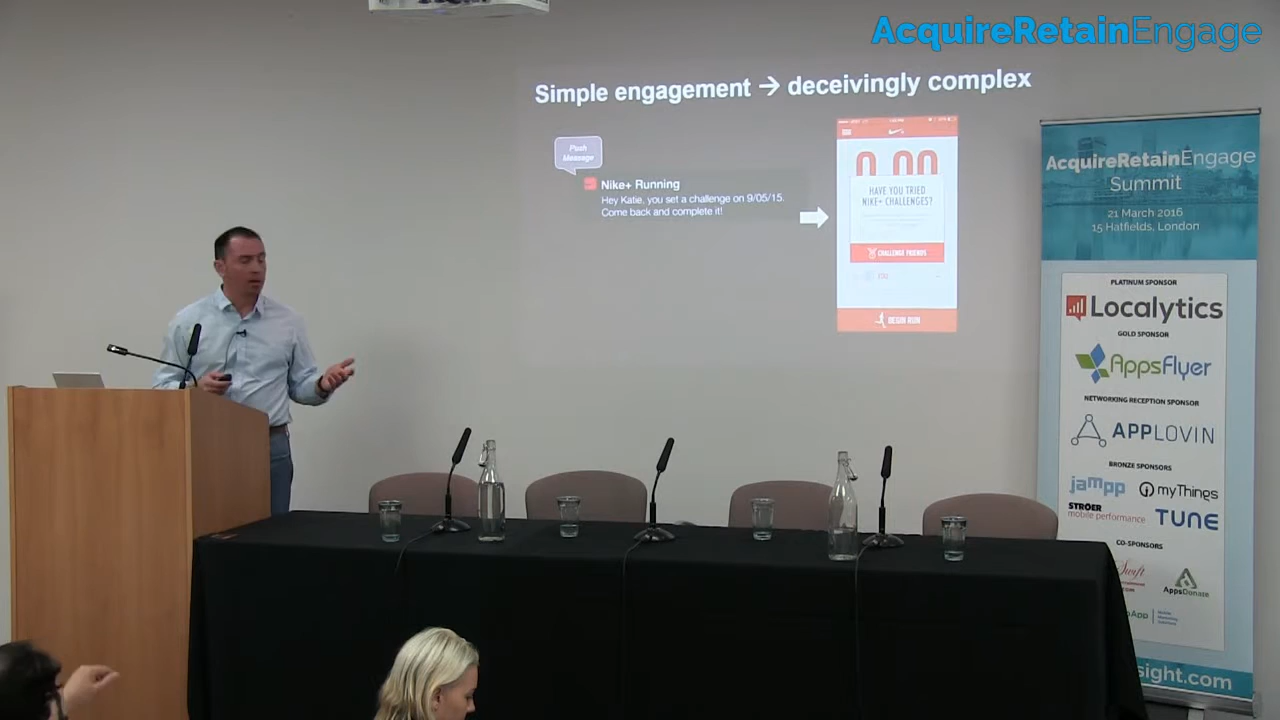 AcquireRetainEngage
Simple engagement → deceivingly complex
Push
Message
Nike+ Running
Hey Katie, you set a challenge on 9/05/15.
Come back and complete it!
HAVE YOU TRIED
NIKE+ CHALLENGES?
CHALLENGE FRIENDS
BEGIN RUN
AcquireRetainEngage
Summit
21 March 2016
15 Hatfields, London
PLATINUM SPONSOR
Localytics
GOLD SPONSOR
AppsFlyer
NETWORKING RECEPTION SPONSOR
APPLOVIN
BRONZE SPONSORS
jampp
myThings
STRÖER
mobile performance
TUNE
CO-SPONSORS
Swift
AppsDonate
sight.com